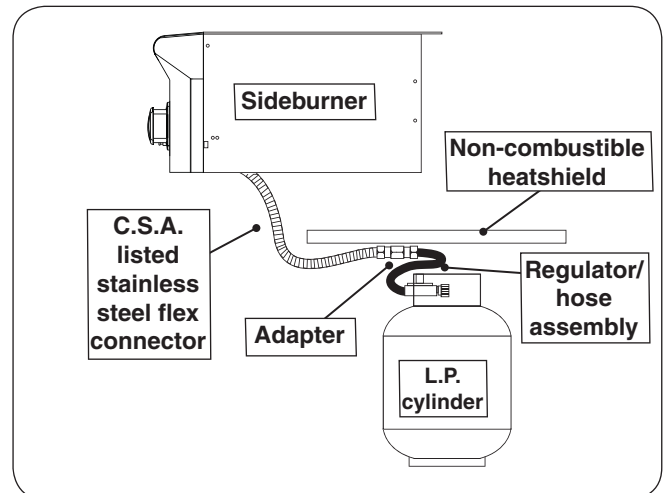 Sideburner
Non-combustible
heatshield
C.S.A.
listed
stainless
steel flex
connector
Adapter
Regulator/
hose
assembly
L.P.
cylinder